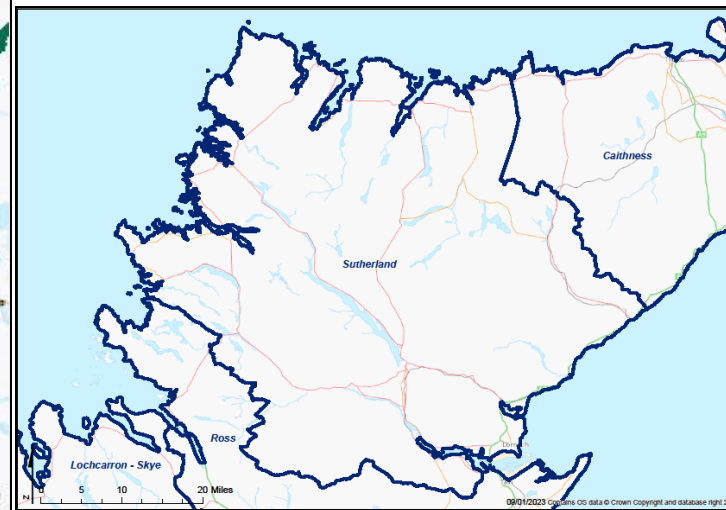 Caithness
Sutherland
Ross
Lochcarron - Skye
N
0 5 10 20 Miles
09/01/2023 Contains OS data © Crown Copyright and database right 2